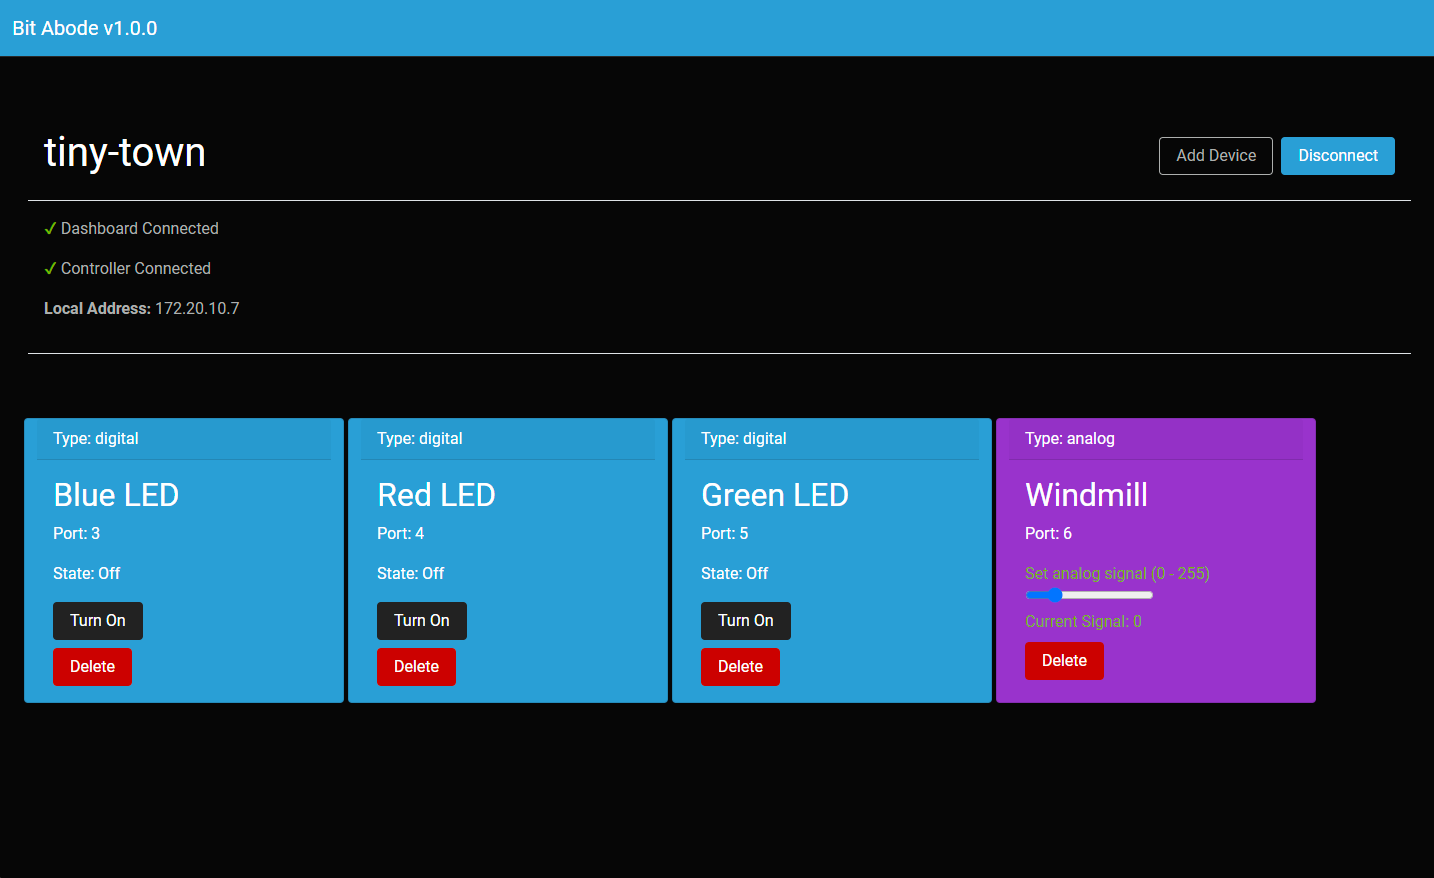 Bit Abode v1.0.0
tiny-town
Add Device
Disconnect
✓ Dashboard Connected
✓ Controller Connected
Local Address: 172.20.10.7
Type: digital
Blue LED
Port: 3
State: Off
Turn On
Delete
Type: digital
Red LED
Port: 4
State: Off
Turn On
Delete
Type: digital
Green LED
Port: 5
State: Off
Turn On
Delete
Type: analog
Windmill
Port: 6
Set analog signal (0 - 255)
Current Signal: 0
Delete